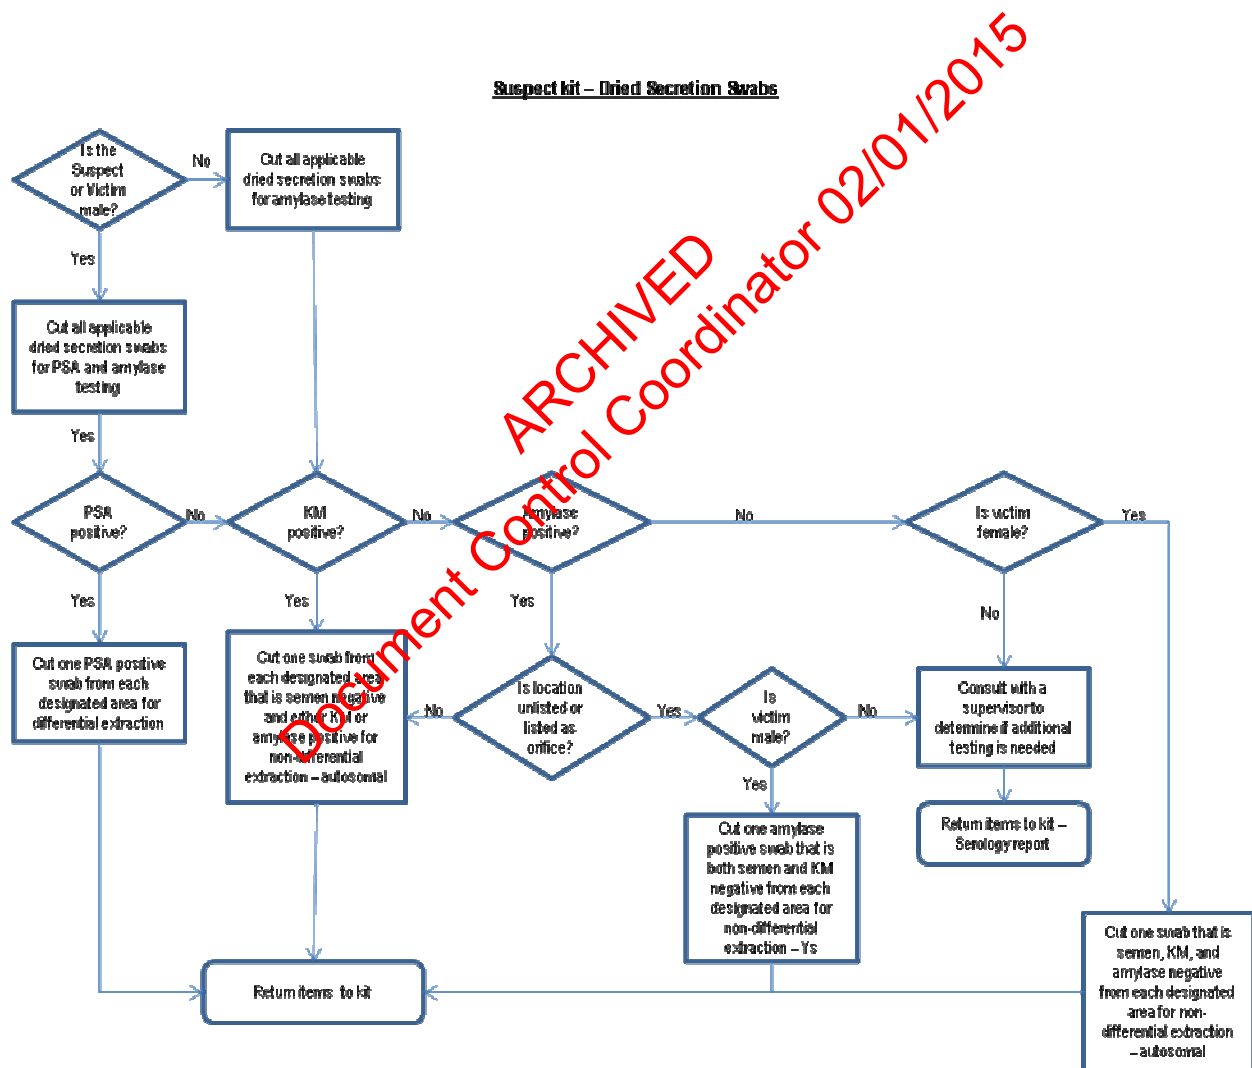 Suspect kit – Dried Secretion Swabs
Is the
Suspect
or Victim
male?
No
Cut all applicable
dried secretion swabs
for amylase testing
Yes
Cut all applicable
dried secretion swabs
for PSA and amylase
testing
Yes
PSA
positive?
No
KM
positive?
No
Amylase
positive?
No
Is victim
female?
Yes
Yes
Yes
Yes
No
Cut one PSA positive
swab from each
designated area for
differential extraction
Cut one swab from
each designated area
that is semen negative
and either KM or
amylase positive for
non-differential
extraction – autosomal
No
Is location
unlisted or
listed as
orifice?
Yes
Is
victim
male?
No
Consult with a
supervisor to
determine if additional
testing is needed
Yes
Return items to kit –
Serology report
Cut one amylase
positive swab that is
both semen and KM
negative from each
designated area for
non-differential
extraction – Ys
Cut one swab that is
semen, KM, and
amylase negative
from each designated
area for non-
differential extraction
– autosomal
Return items to kit
ARCHIVED
Document Control Coordinator 02/01/2015